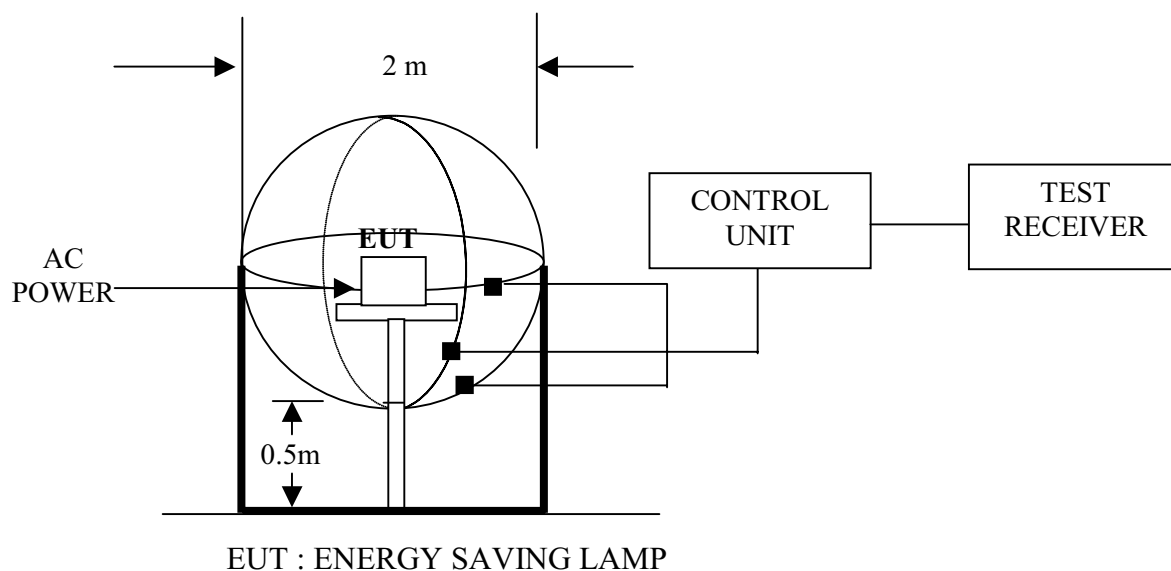 2 m
CONTROL
UNIT
TEST
RECEIVER
EUT
AC
POWER
0.5m
EUT : ENERGY SAVING LAMP